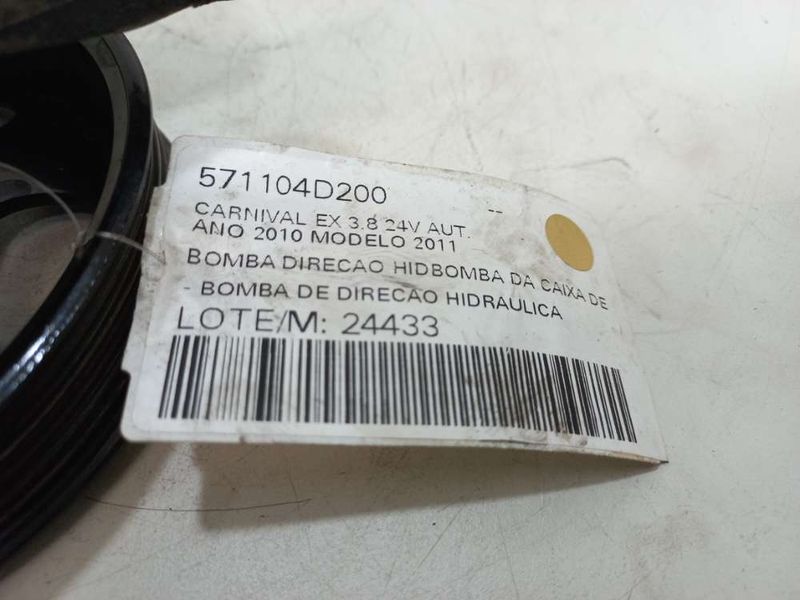 571104D200
--
CARNIVAL EX 3.8 24V AUT.
ANO 2010 MODELO 2011
BOMBA DIRECAO HIDBOMBA DA CAIXA DE
- BOMBA DE DIRECAO HIDRAULICA
LOTE/M: 24433